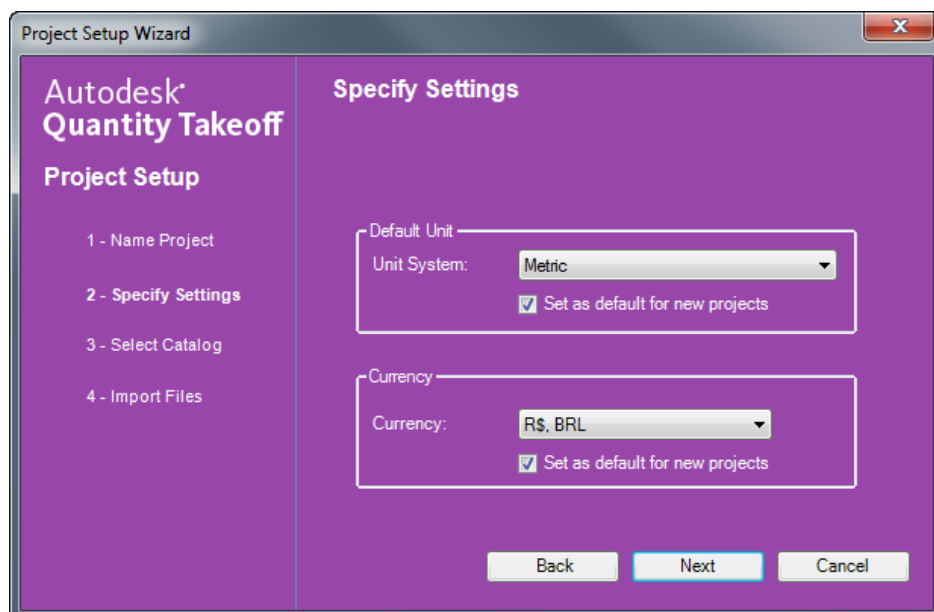 Project Setup Wizard
Autodesk®
Quantity Takeoff
Project Setup
1 - Name Project
2 - Specify Settings
3 - Select Catalog
4 - Import Files
Specify Settings
Default Unit
Unit System:
Metric
Set as default for new projects
Currency
Currency:
R$, BRL
Set as default for new projects
Back
Next
Cancel